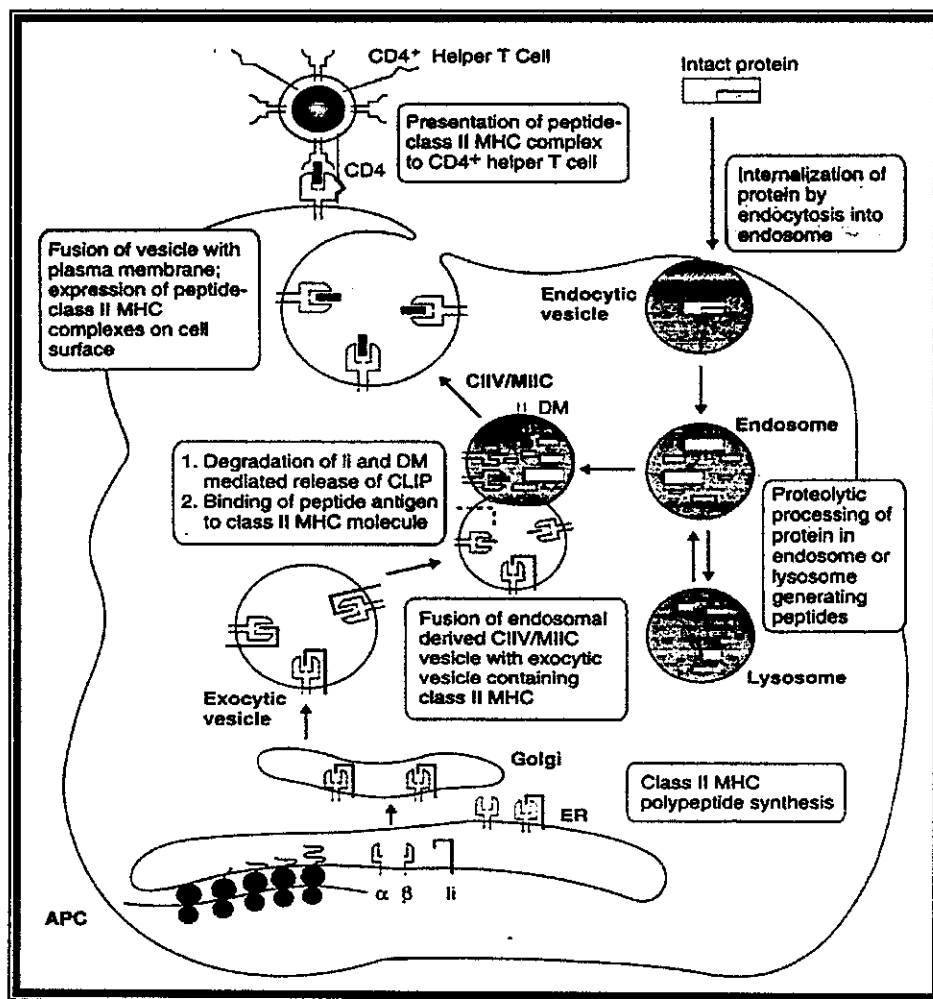 CD4+ Helper T Cell
Intact protein
Presentation of peptide-
class II MHC complex
to CD4+ helper T cell
CD4
Internalization of
protein by
endocytosis into
endosome
Fusion of vesicle with
plasma membrane;
expression of peptide-
class II MHC
complexes on cell
surface
Endocytic
vesicle
CIIV/MIIC
DM
Endosome
1. Degradation of Ii and DM
mediated release of CLIP
2. Binding of peptide antigen
to class II MHC molecule
Proteolytic
processing of
protein in
endosome or
lysosome
generating
peptides
Fusion of endosomal
derived CIIV/MIIC
vesicle with exocytic
vesicle containing
class II MHC
Lysosome
Exocytic
vesicle
Golgi
Class II MHC
polypeptide synthesis
ER
α β Ii
APC